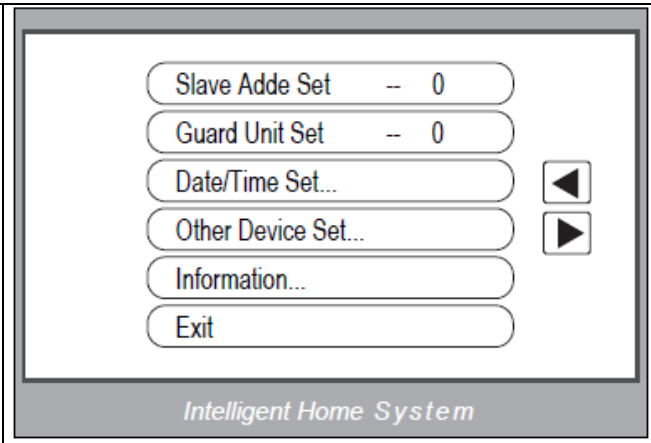 Slave Adde Set -- 0
Guard Unit Set -- 0
Date/Time Set...
Other Device Set...
Information...
Exit
Intelligent Home System